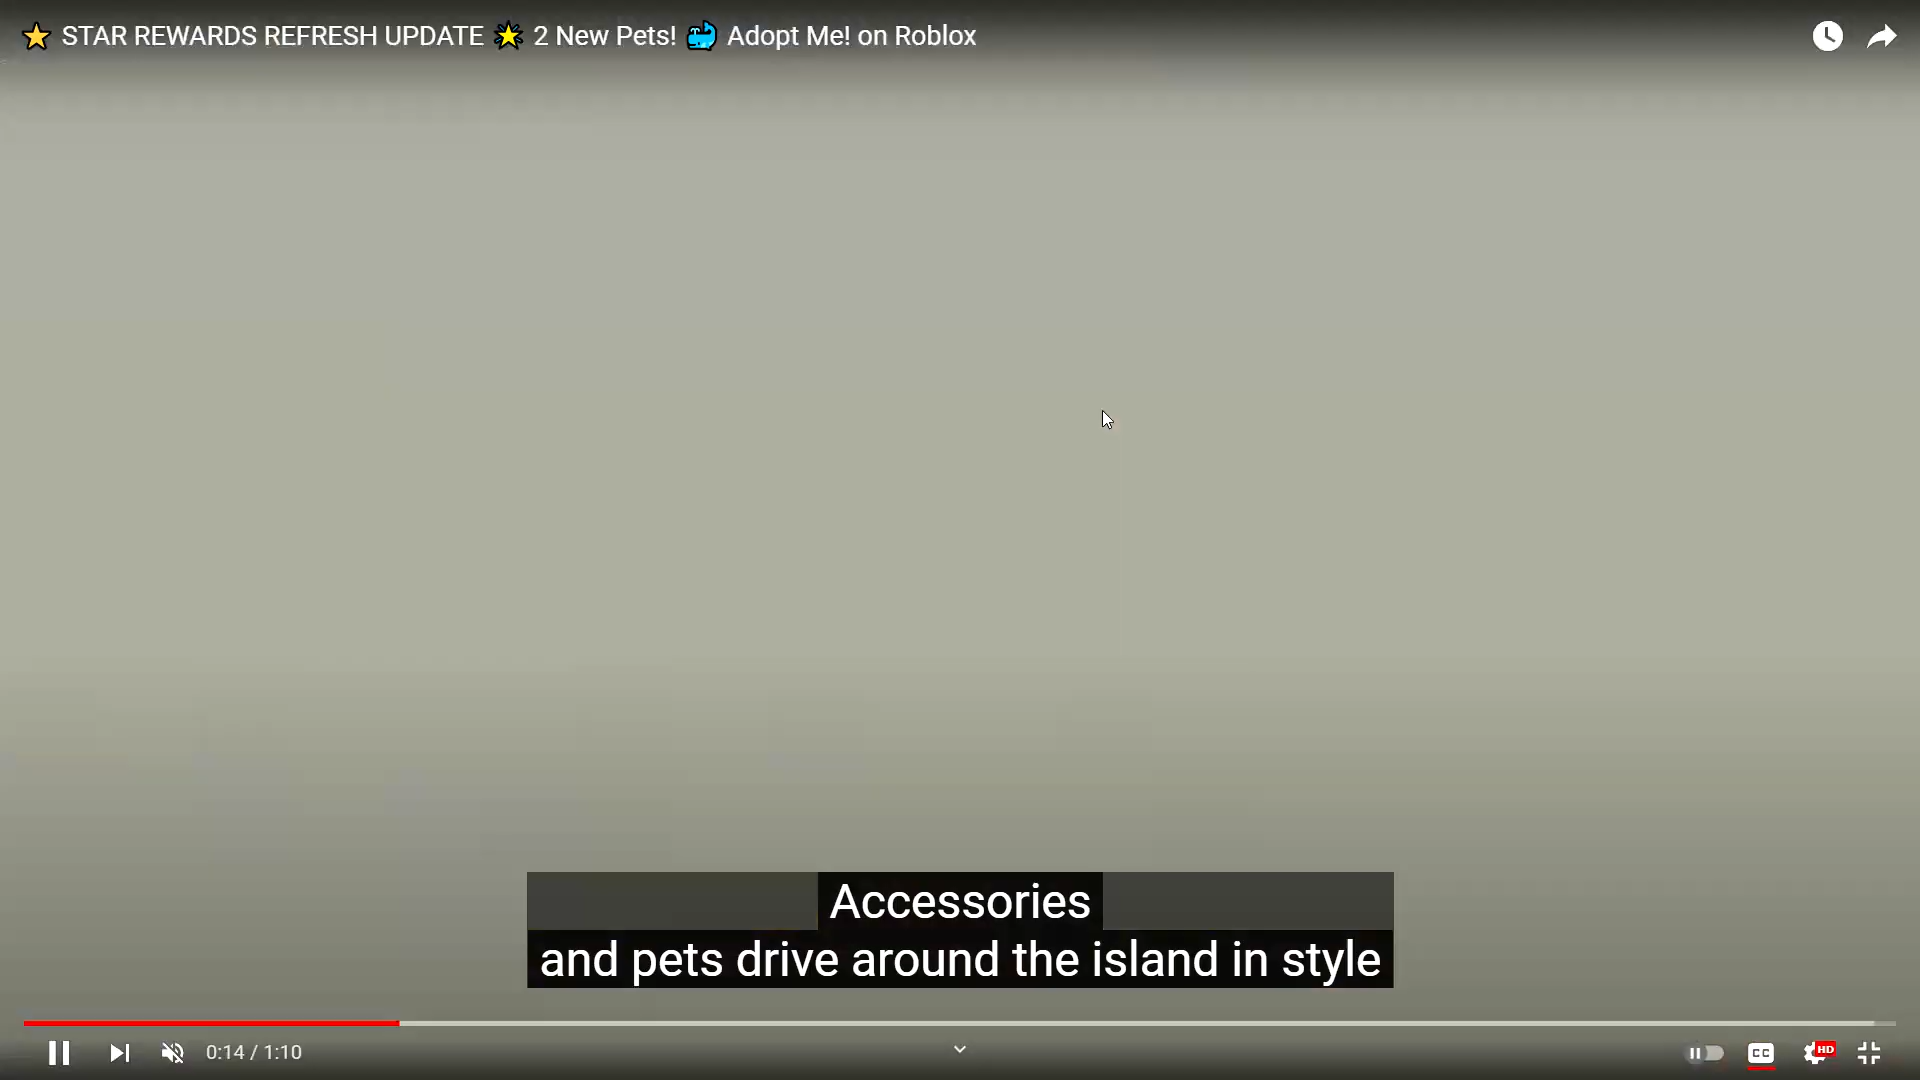 ⭐ STAR REWARDS REFRESH UPDATE 🌟 2 New Pets! 🐳 Adopt Me! on Roblox
Accessories
and pets drive around the island in style
0:14 / 1:10
CC
HD